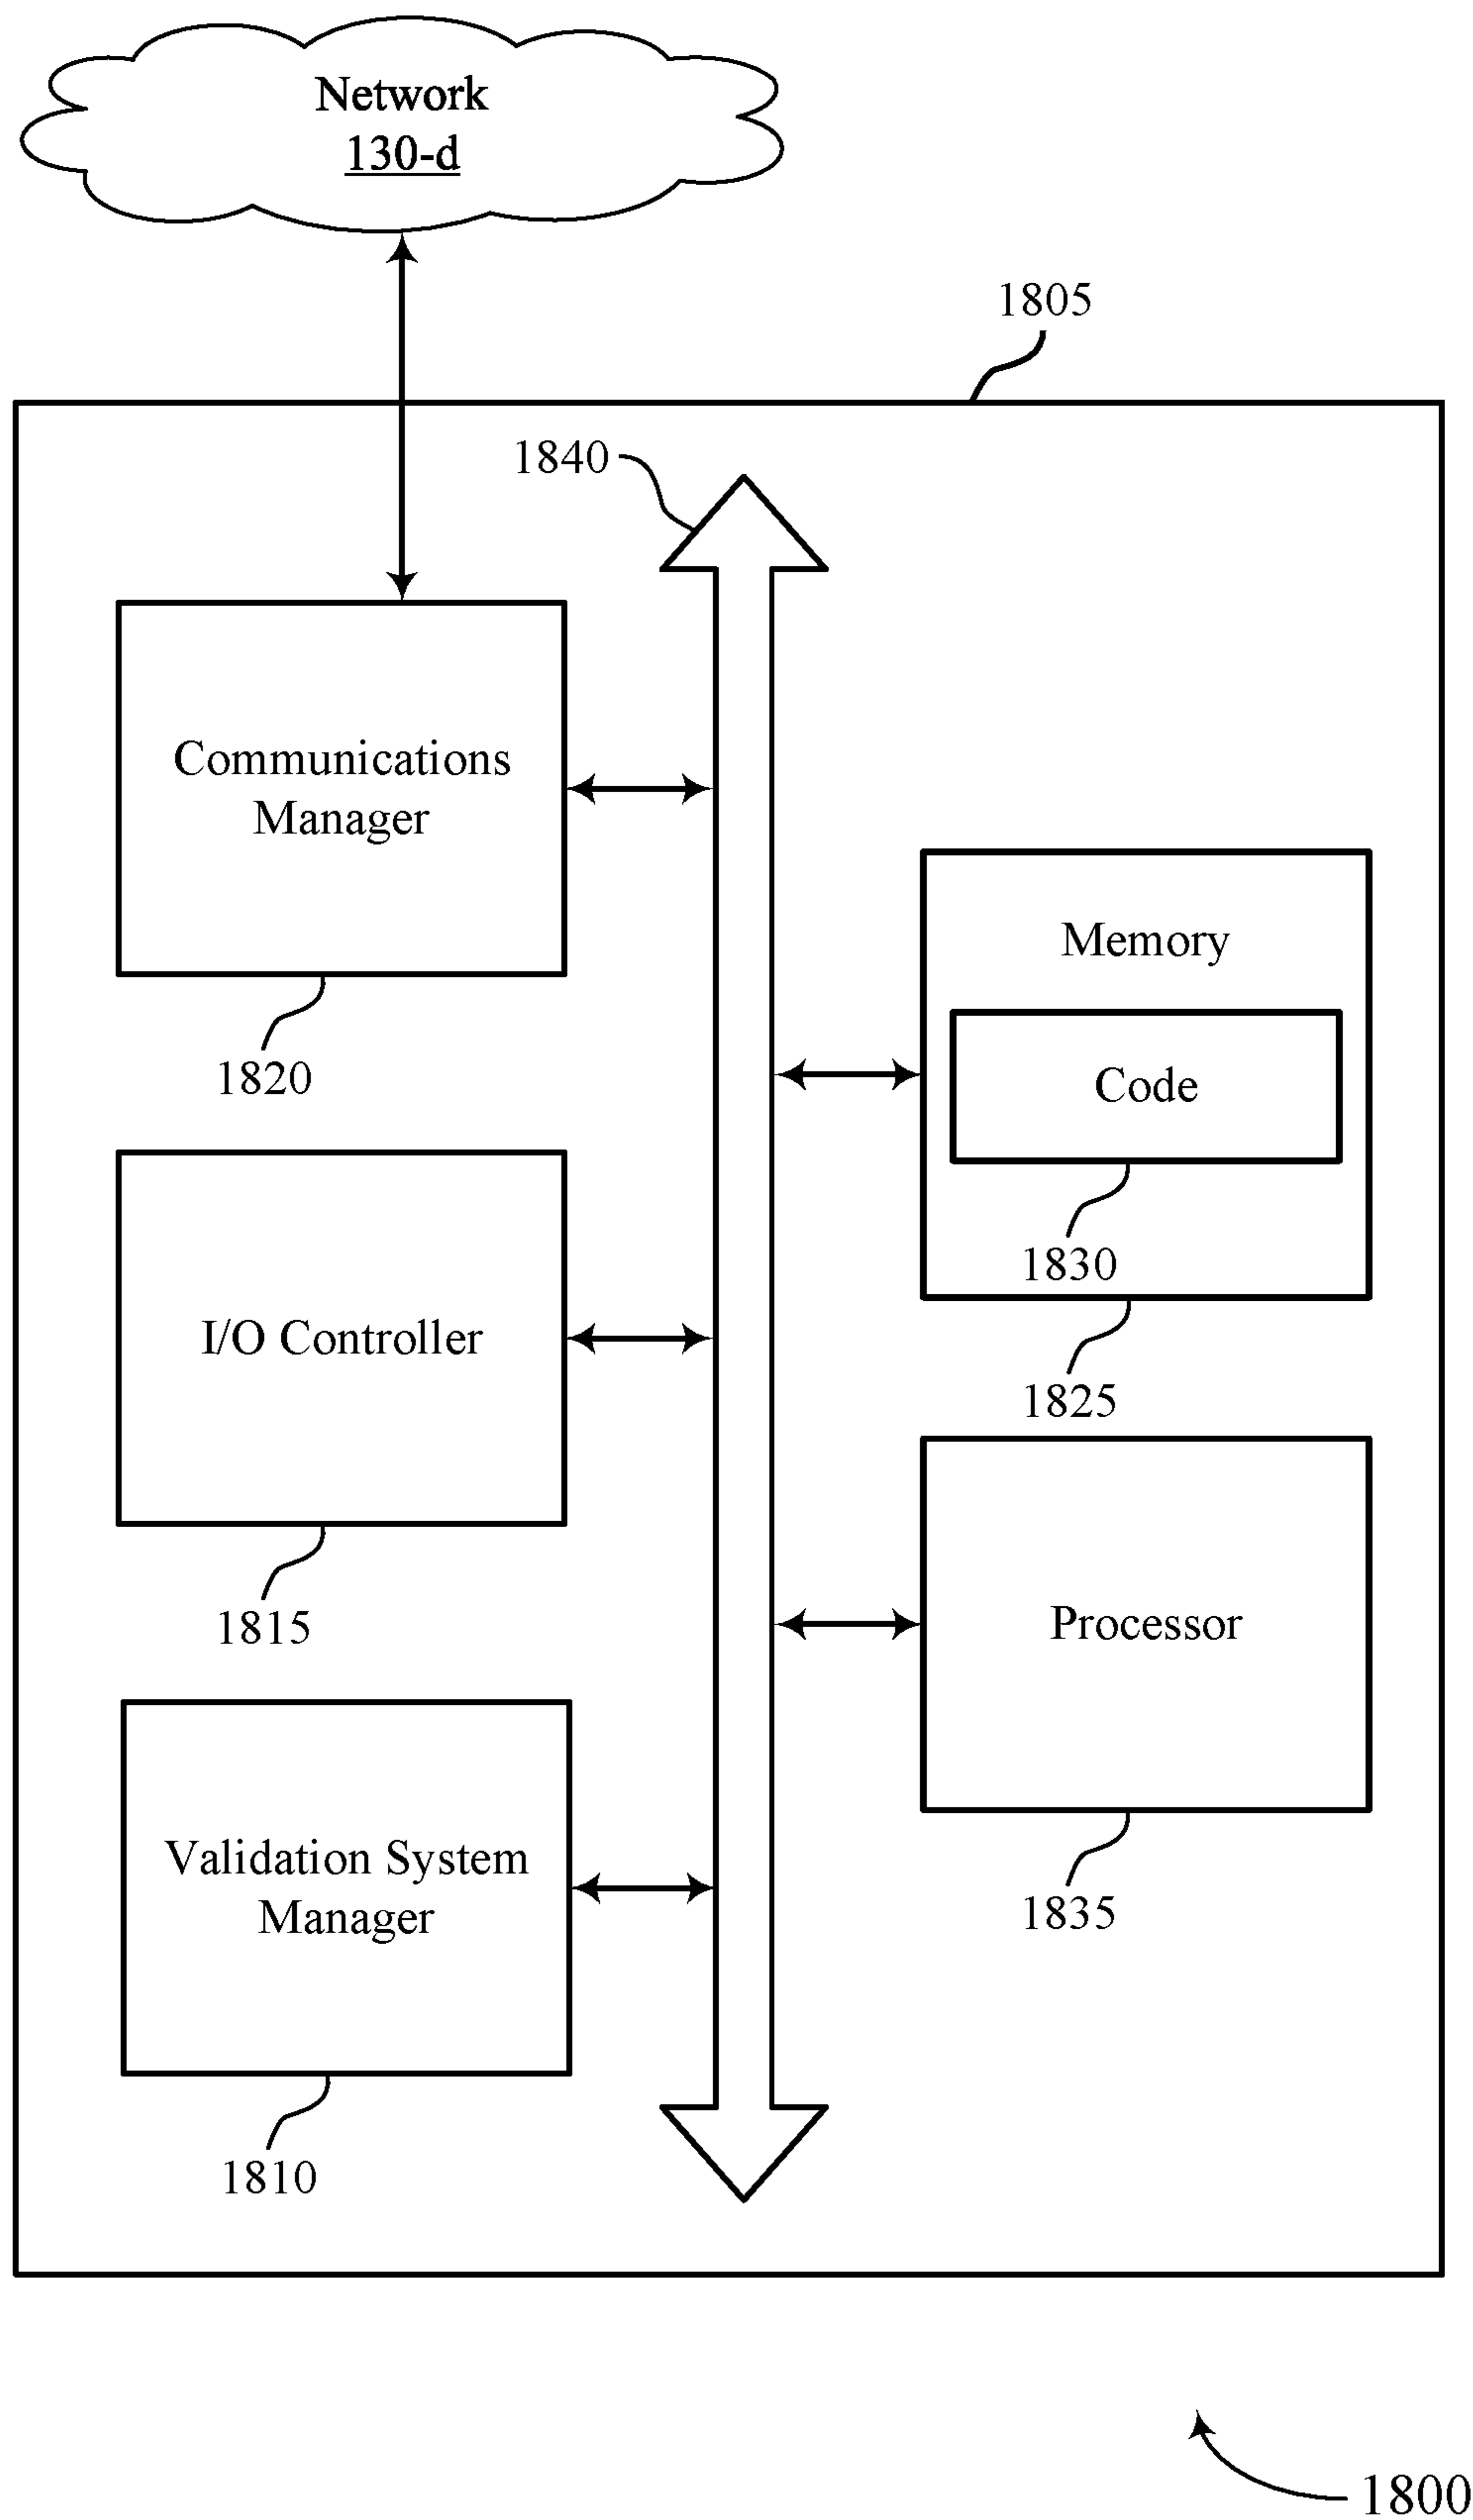 Network
130-d
1805
1840
Communications
Manager
1820
Memory
Code
1830
1825
I/O Controller
1815
Processor
1835
Validation System
Manager
1810
1800